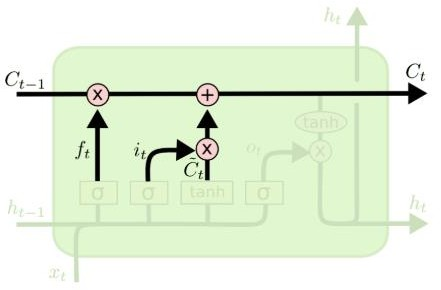 h_t
C_{t-1}
x
+
C_t
tanh
f_t
i_t
x
C̃_t
o_t
x
σ
σ
tanh
σ
h_{t-1}
h_t
x_t